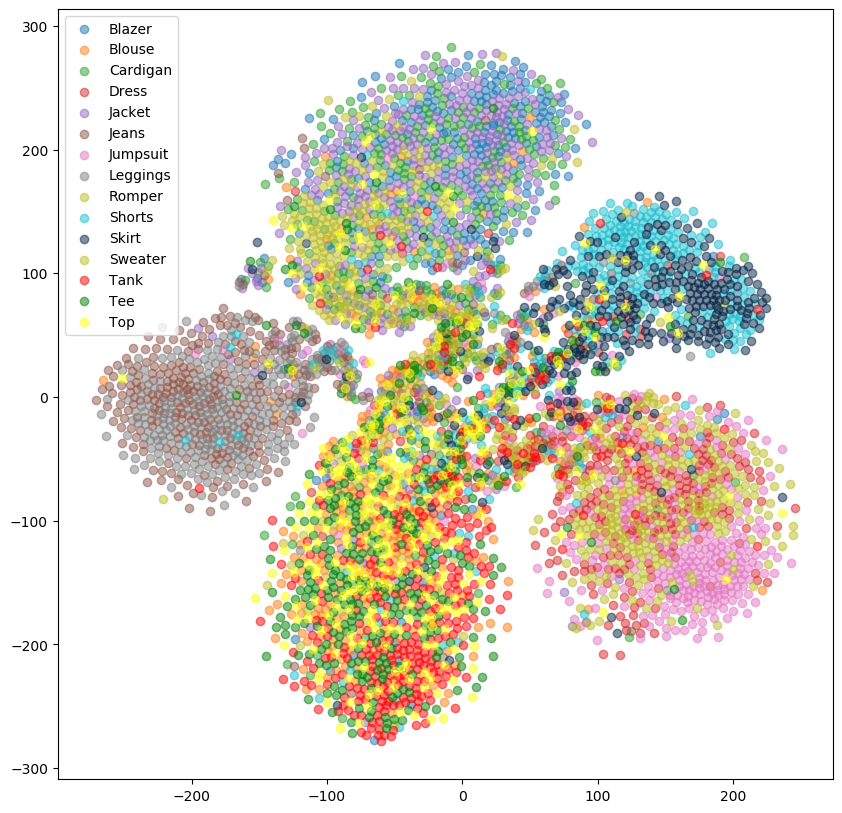 300
200
100
0
−100
−200
−300
Blazer
Blouse
Cardigan
Dress
Jacket
Jeans
Jumpsuit
Leggings
Romper
Shorts
Skirt
Sweater
Tank
Tee
Top
−200 −100 0 100 200